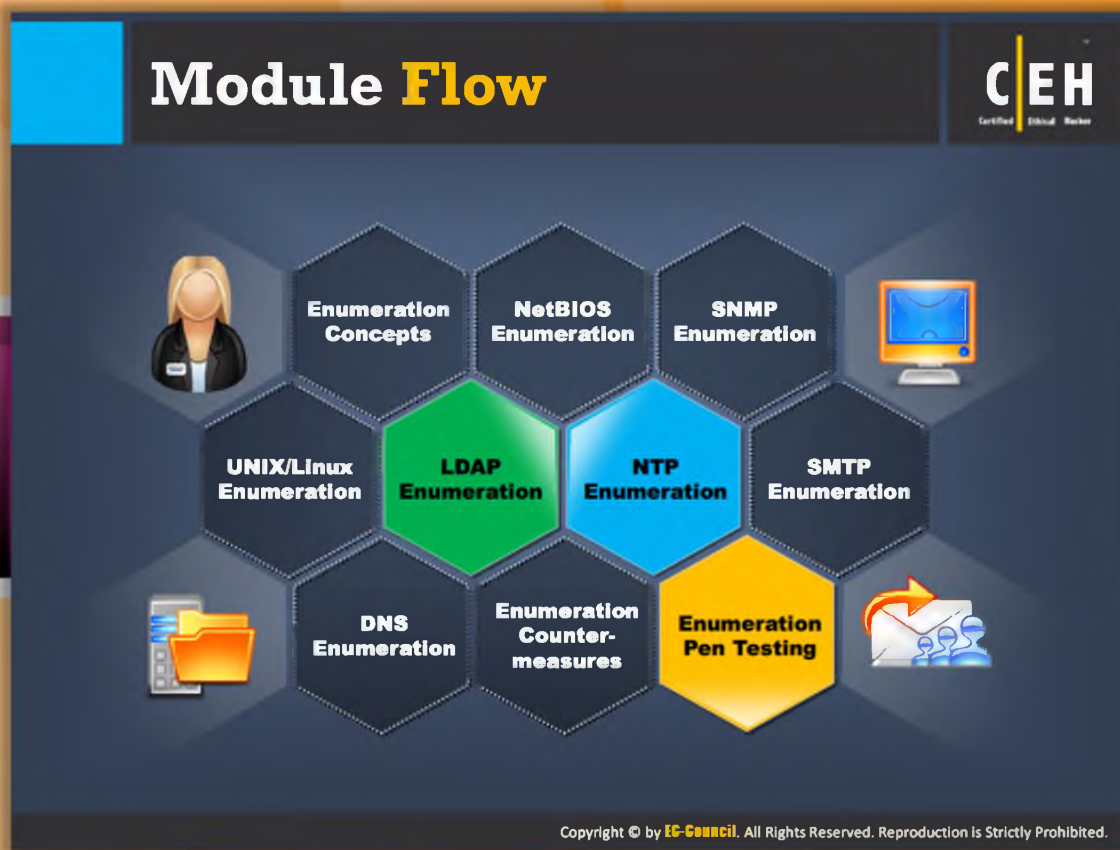 Module Flow
C|EH
Certified Ethical Hacker
Enumeration
Concepts
NetBIOS
Enumeration
SNMP
Enumeration
UNIX/Linux
Enumeration
LDAP
Enumeration
NTP
Enumeration
SMTP
Enumeration
DNS
Enumeration
Enumeration
Counter-
measures
Enumeration
Pen Testing
Copyright © by EC-Council. All Rights Reserved. Reproduction is Strictly Prohibited.